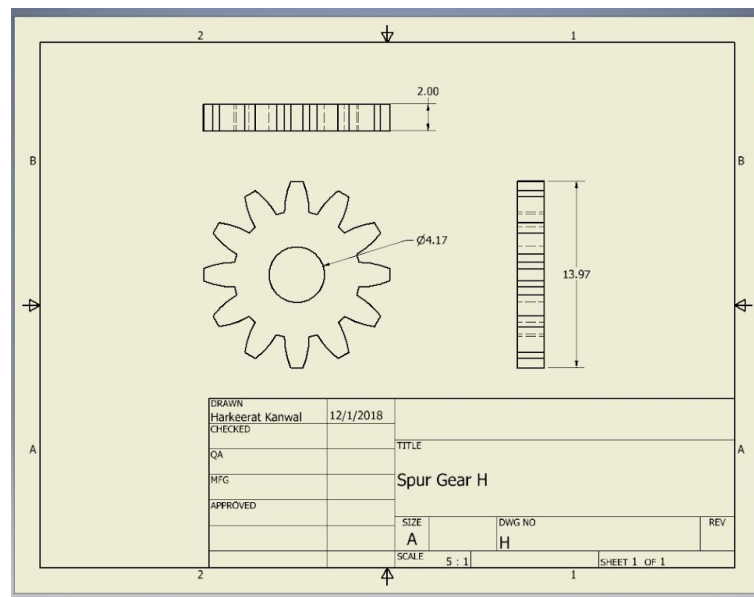 2
1
2.00
B
B
Ø4.17
13.97
DRAWN
Harkeerat Kanwal
12/1/2018
CHECKED
A
A
TITLE
QA
MFG
Spur Gear H
APPROVED
SIZE
DWG NO
REV
A
H
SCALE
5 : 1
SHEET 1 OF 1
2
1